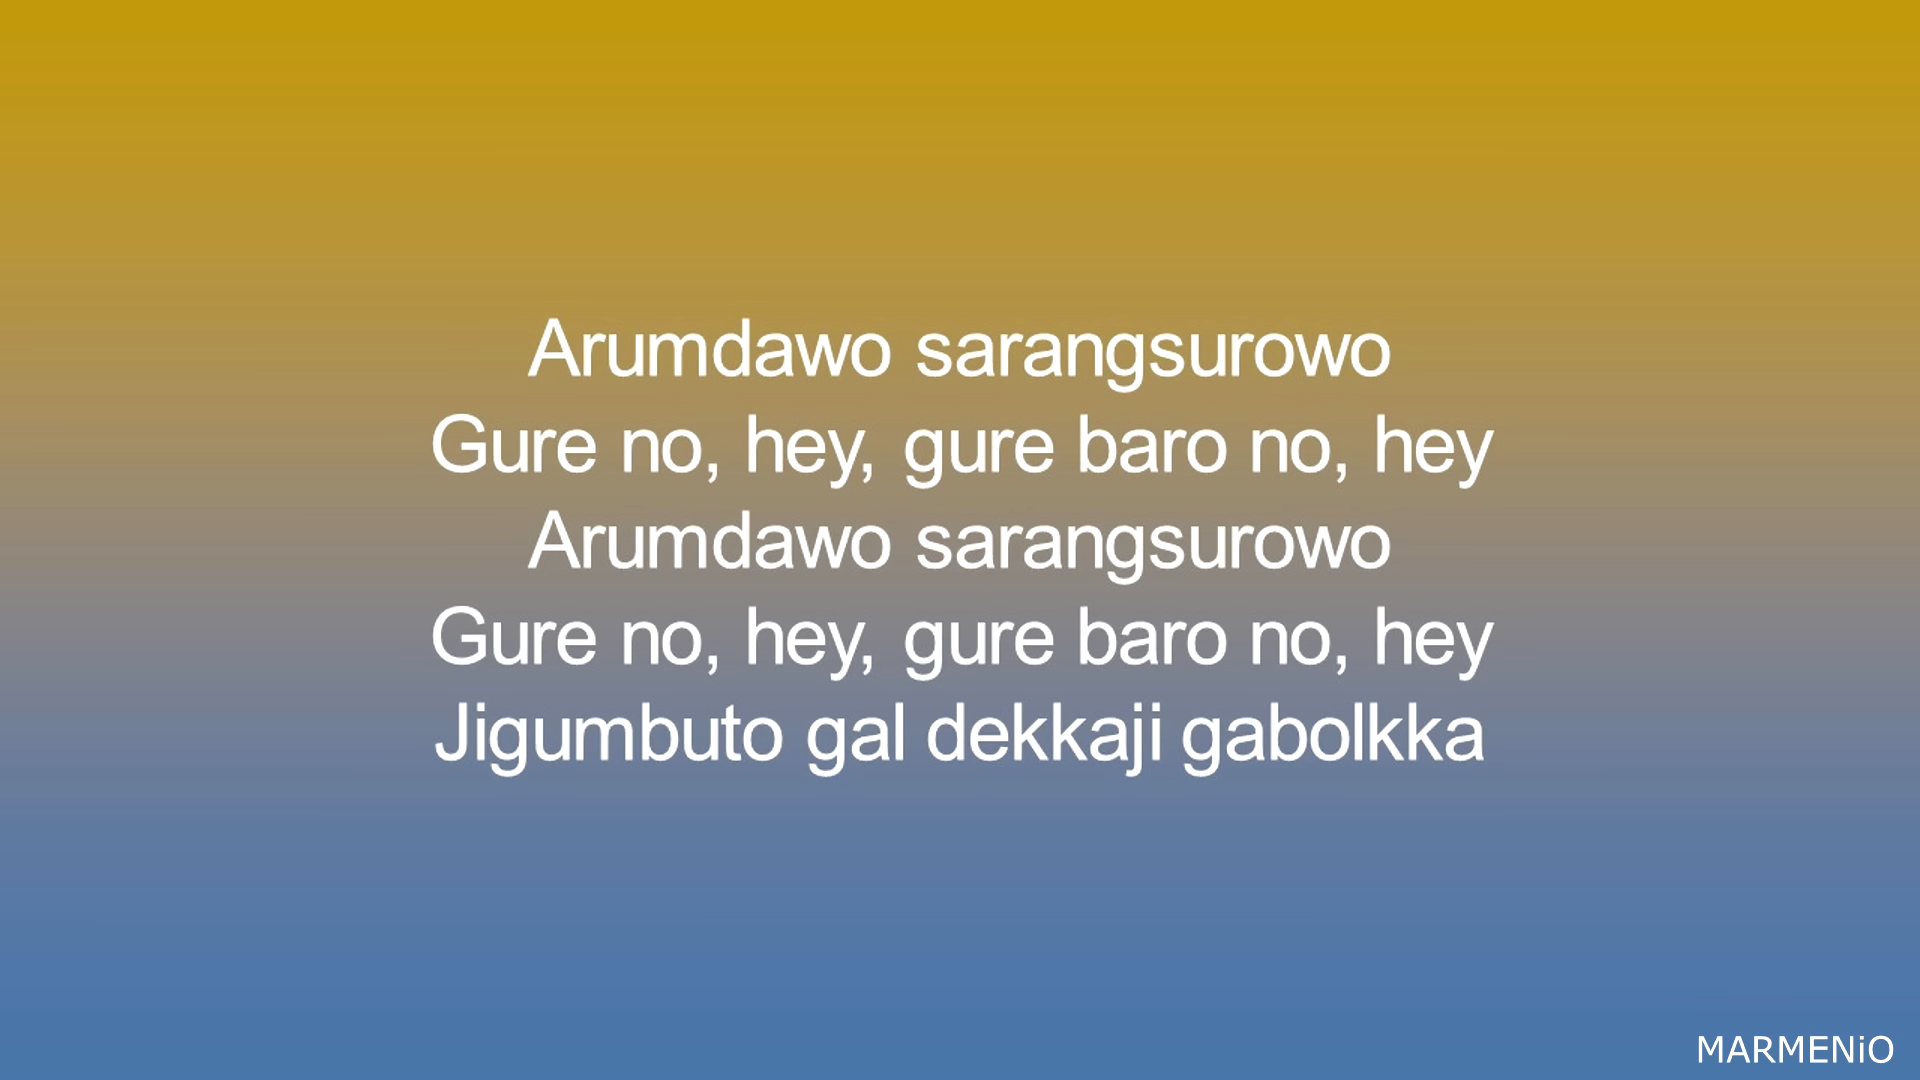 Arumdawo sarangsurowo
Gure no, hey, gure baro no, hey
Arumdawo sarangsurowo
Gure no, hey, gure baro no, hey
Jigumbuto gal dekkaji gabolkka
MARMENiO